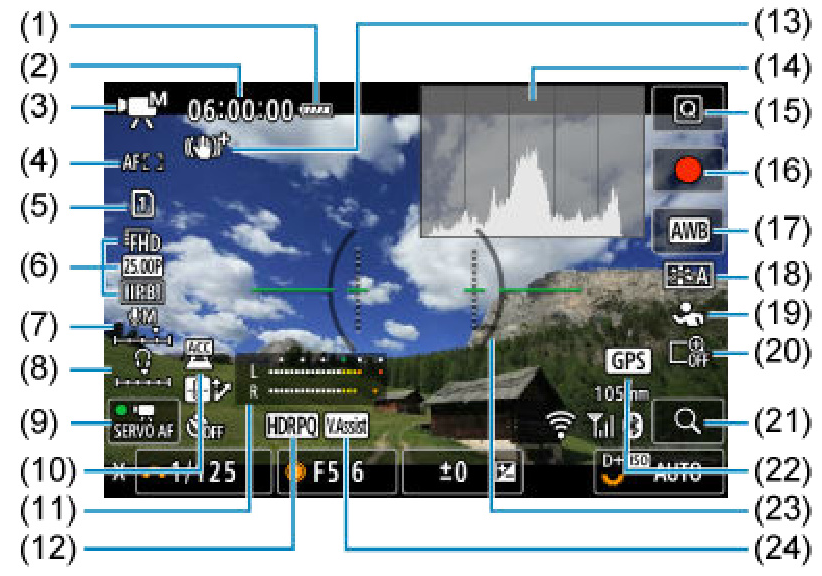 (1)
(2)
(3)
(4)
(5)
(6)
(7)
(8)
(9)
(10)
(11)
(12)
(13)
(14)
(15)
(16)
(17)
(18)
(19)
(20)
(21)
(22)
(23)
(24)
M
06:00:00
AF
1
FHD
25.00P
IPB
M
ACC
L
R
SERVO AF
OFF
HDRPQ
V.Assist
1/125
F5 6
±0
Q
AWB
A
OFF
GPS
105
D+ ISO
AUTO